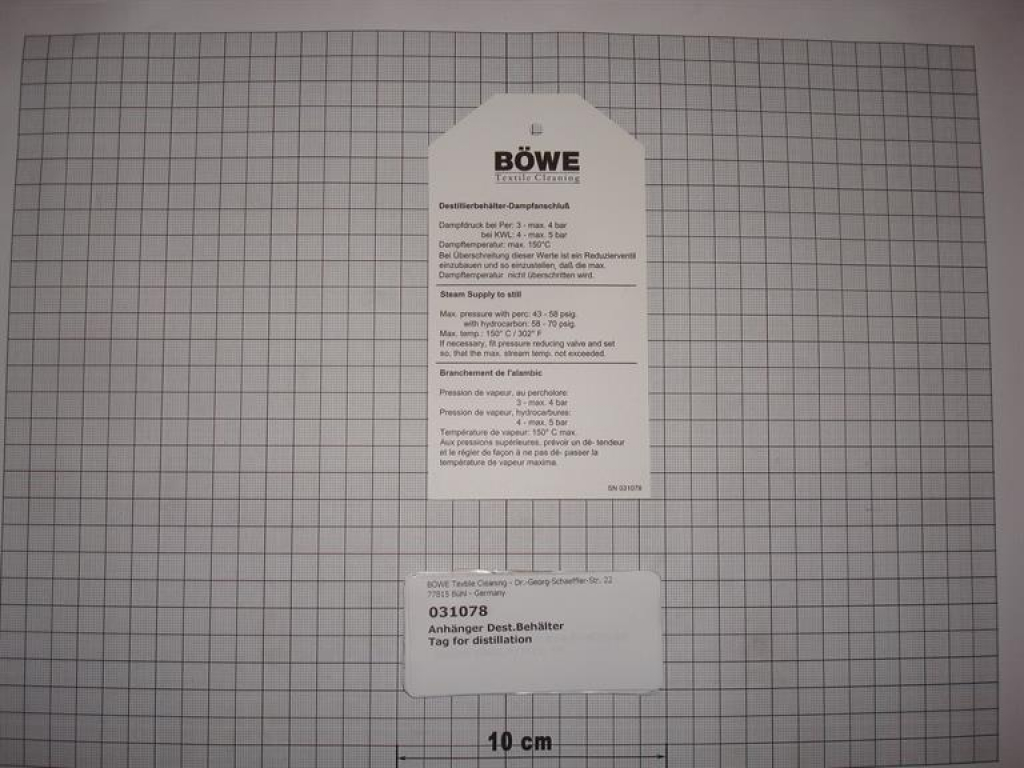 BÖWE
Textile Cleaning
Destillierbehälter-Dampfanschluß
Dampfdruck bei Per: 3 - max. 4 bar
bei KWL: 4 - max. 5 bar
Dampftemperatur: max. 150°C
Bei Überschreitung dieser Werte ist ein Reduzierventil
einzubauen und so einzustellen, daß die max.
Dampftemperatur nicht überschritten wird.
Steam Supply to still
Max. pressure with perc: 43 - 58 psig.
with hydrocarbon: 58 - 70 psig.
Max. temp.: 150° C / 302° F
If necessary, fit pressure reducing valve and set
so, that the max. stream temp. not exceeded.
Branchement de l'alambic
Pression de vapeur, au percholore:
3 - max. 4 bar
Pression de vapeur, hydrocarbures:
4 - max. 5 bar
Température de vapeur: 150° C max.
Aux pressions supérieures, prévoir un dé- tendeur
et le régler de façon à ne pas dé- passer la
température de vapeur maxima.
SN 031078
BÖWE Textile Cleaning - Dr.-Georg-Schaeffler-Str. 22
77815 Bühl - Germany
031078
Anhänger Dest.Behälter
Tag for distillation
10 cm